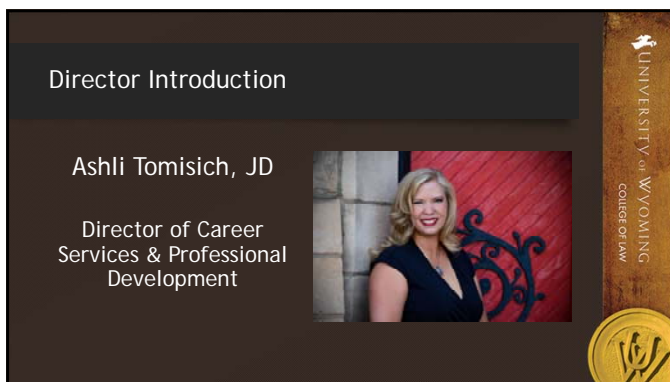 Director Introduction
Ashli Tomisich, JD
Director of Career
Services & Professional
Development
UNIVERSITY OF WYOMING
COLLEGE OF LAW